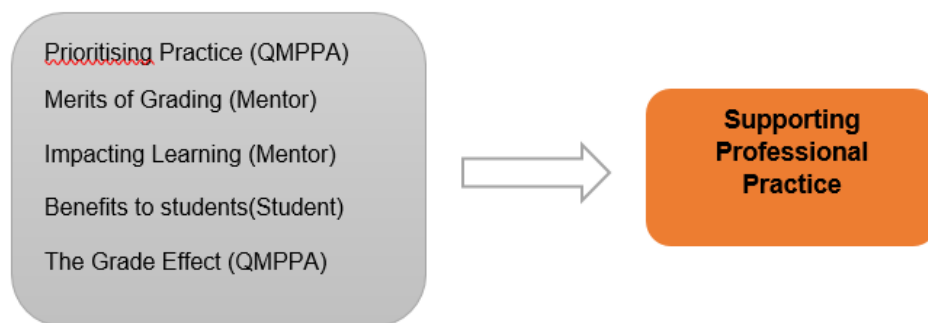 Prioritising Practice (QMPPA)
Merits of Grading (Mentor)
Impacting Learning (Mentor)
Benefits to students(Student)
The Grade Effect (QMPPA)
Supporting
Professional
Practice